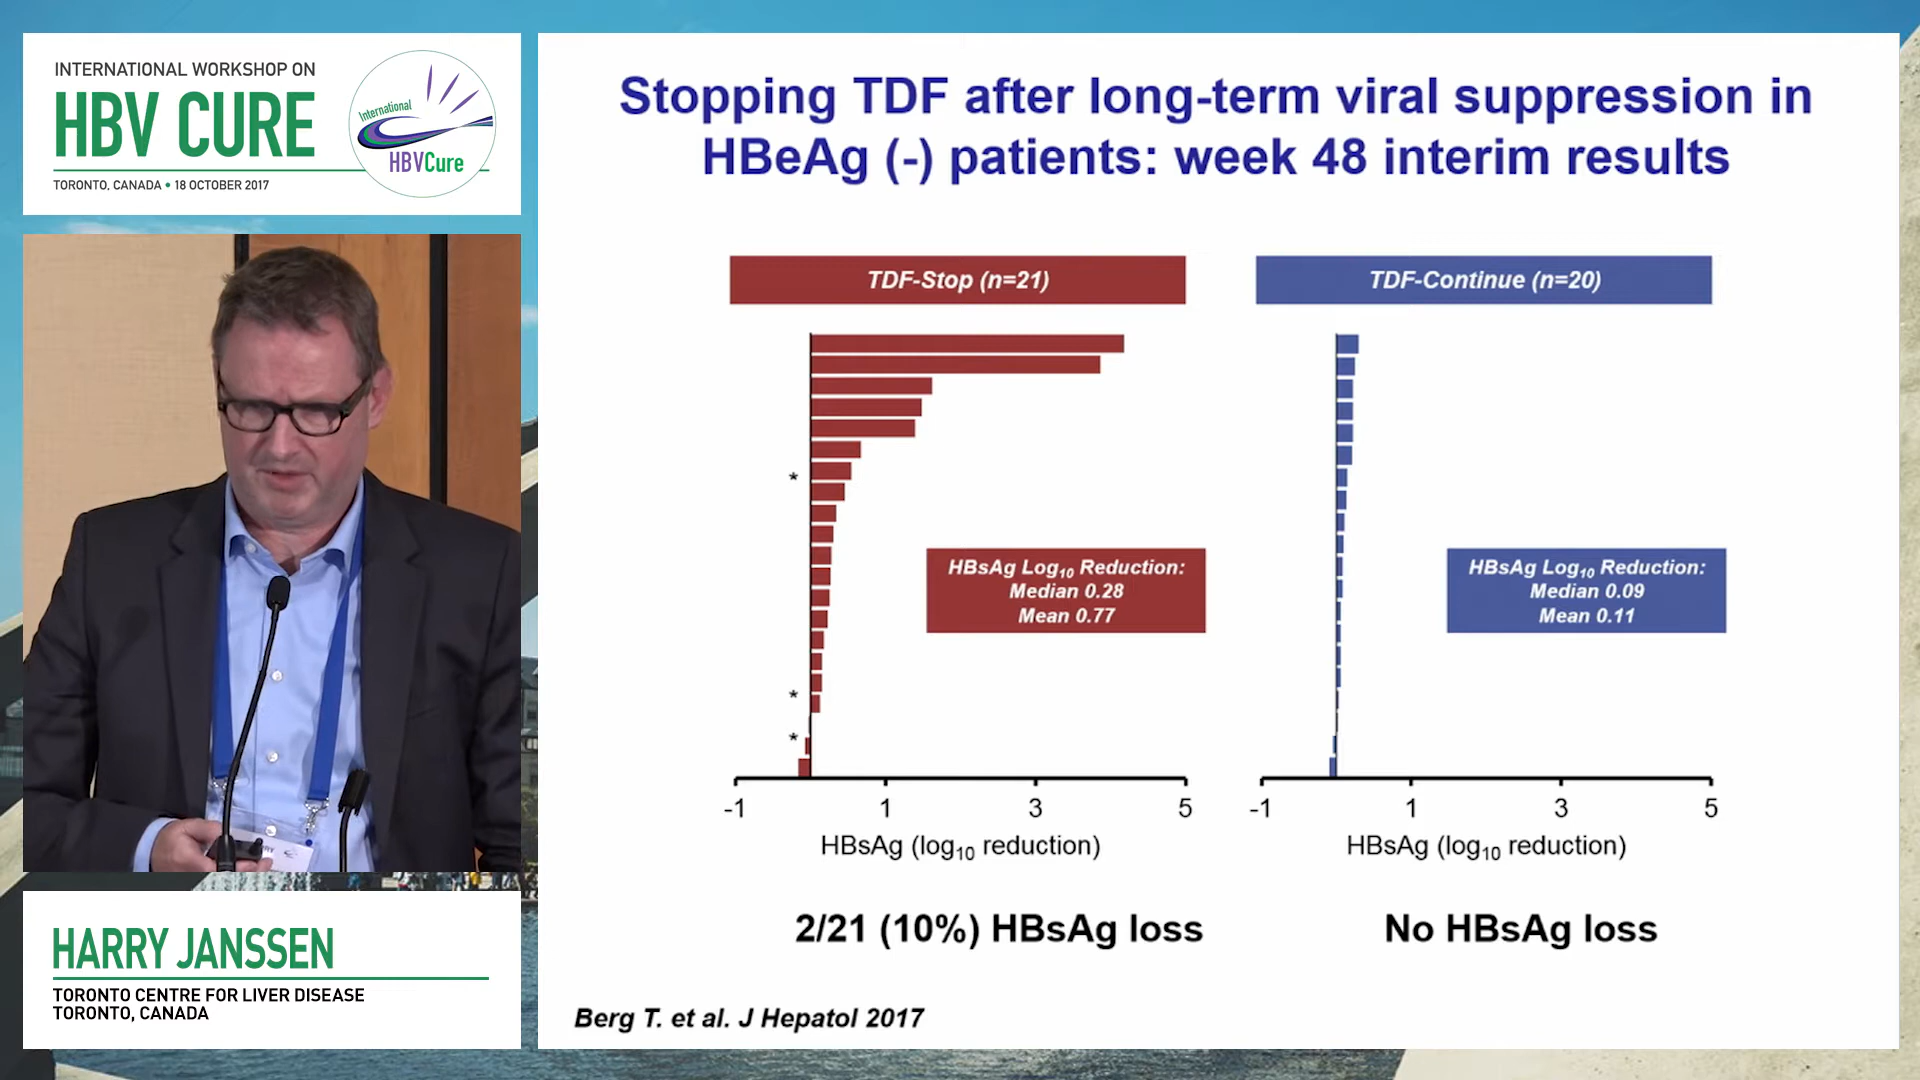 INTERNATIONAL WORKSHOP ON
HBV CURE
TORONTO, CANADA • 18 OCTOBER 2017
International
HBVCure
HARRY JANSSEN
TORONTO CENTRE FOR LIVER DISEASE
TORONTO, CANADA
Stopping TDF after long-term viral suppression in
HBeAg (-) patients: week 48 interim results
TDF-Stop (n=21)
*
*
*
HBsAg Log₁₀ Reduction:
Median 0.28
Mean 0.77
-1 1 3 5
HBsAg (log₁₀ reduction)
2/21 (10%) HBsAg loss
TDF-Continue (n=20)
HBsAg Log₁₀ Reduction:
Median 0.09
Mean 0.11
-1 1 3 5
HBsAg (log₁₀ reduction)
No HBsAg loss
Berg T. et al. J Hepatol 2017